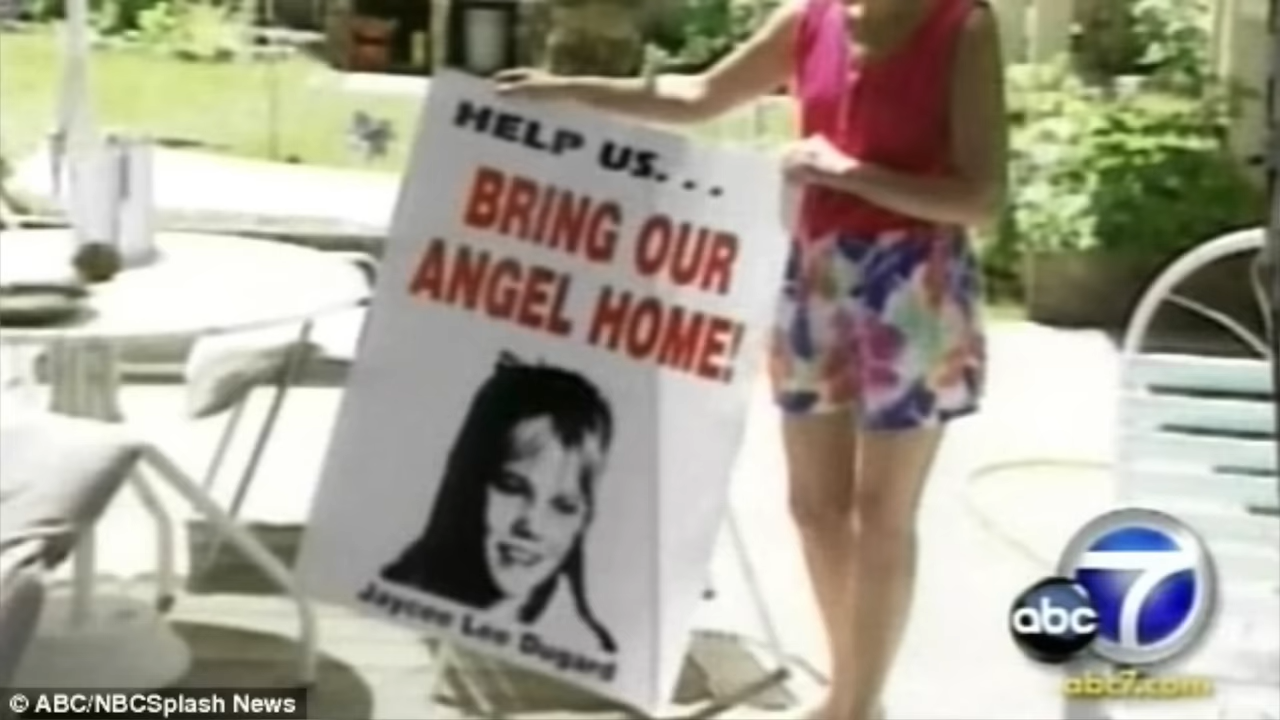 HELP US...
BRING OUR
ANGEL HOME!
Jaycee Lee Dugard
abc 7
abc7.com
© ABC/NBCSplash News